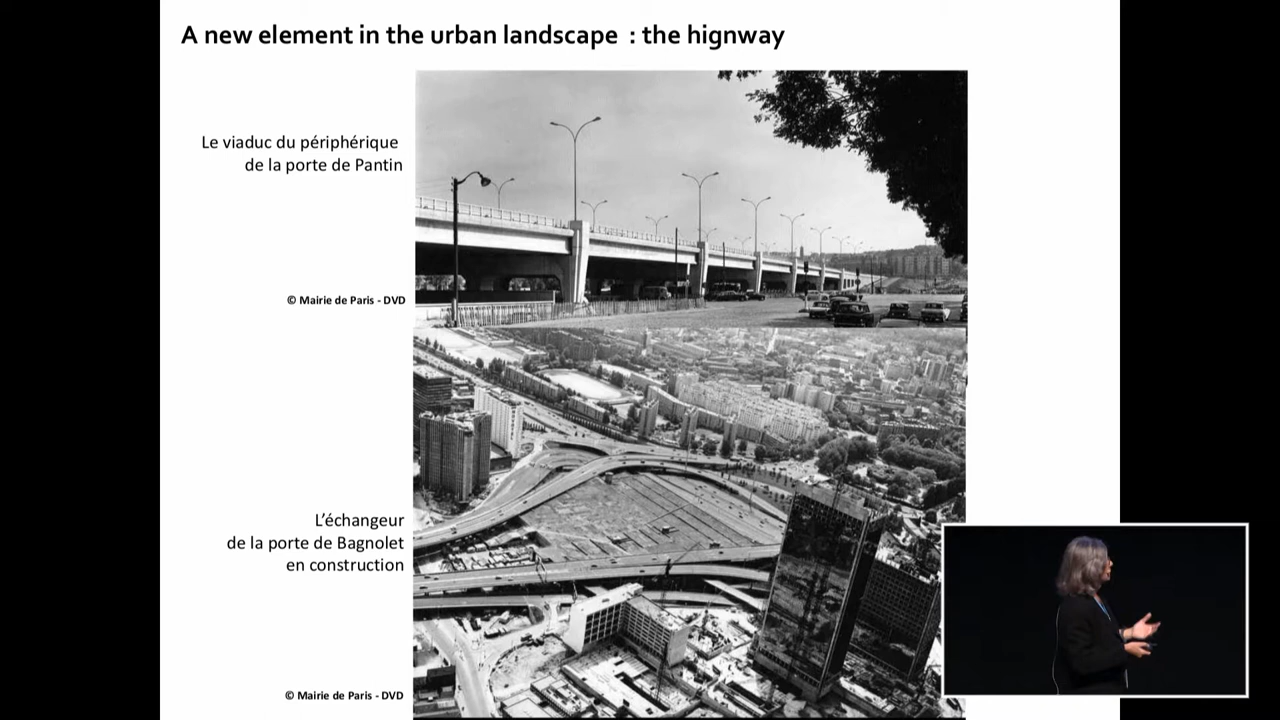 A new element in the urban landscape : the hignway
Le viaduc du périphérique
de la porte de Pantin
© Mairie de Paris - DVD
L'échangeur
de la porte de Bagnolet
en construction
© Mairie de Paris - DVD